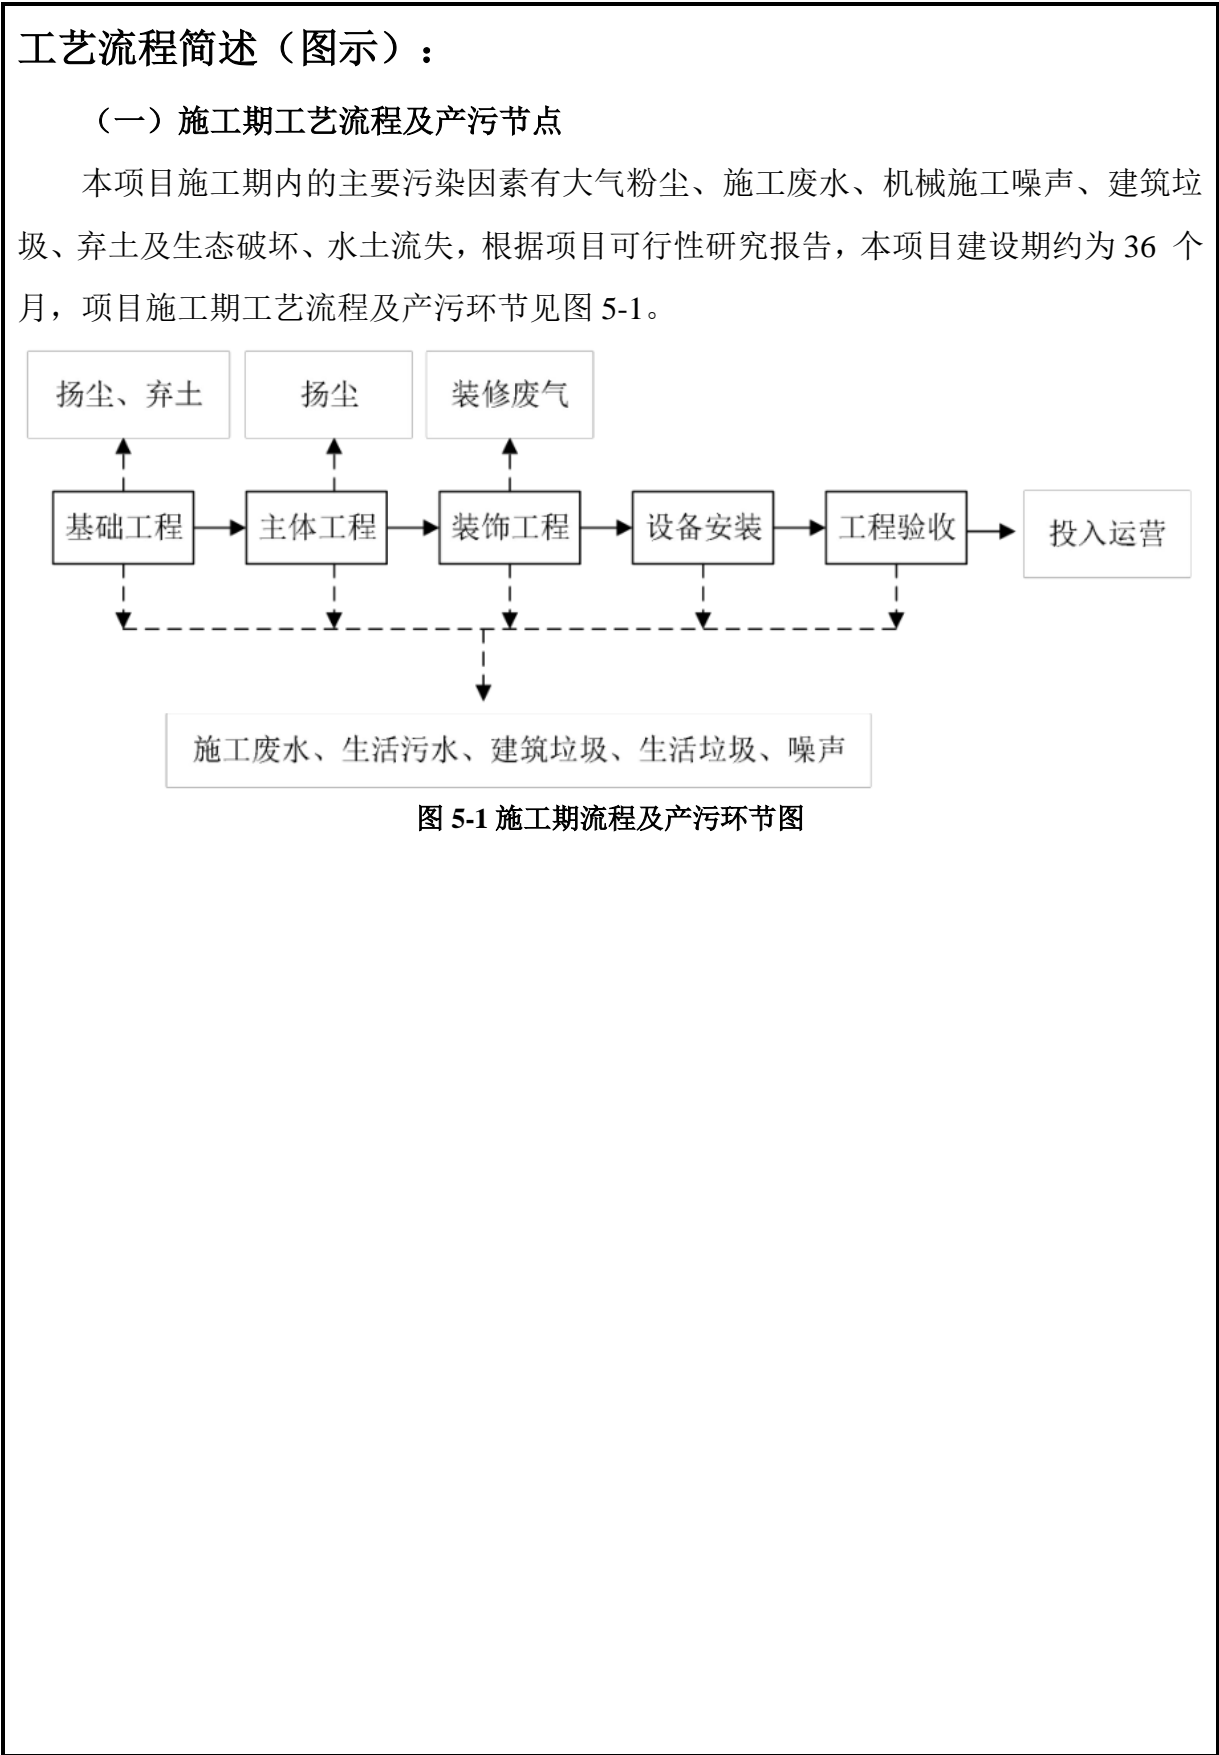 工艺流程简述（图示）：
（一）施工期工艺流程及产污节点
本项目施工期内的主要污染因素有大气粉尘、施工废水、机械施工噪声、建筑垃
圾、弃土及生态破坏、水土流失，根据项目可行性研究报告，本项目建设期约为 36 个
月，项目施工期工艺流程及产污环节见图 5-1。
扬尘、弃土
扬尘
装修废气
基础工程
主体工程
装饰工程
设备安装
工程验收
投入运营
施工废水、生活污水、建筑垃圾、生活垃圾、噪声
图 5-1 施工期流程及产污环节图